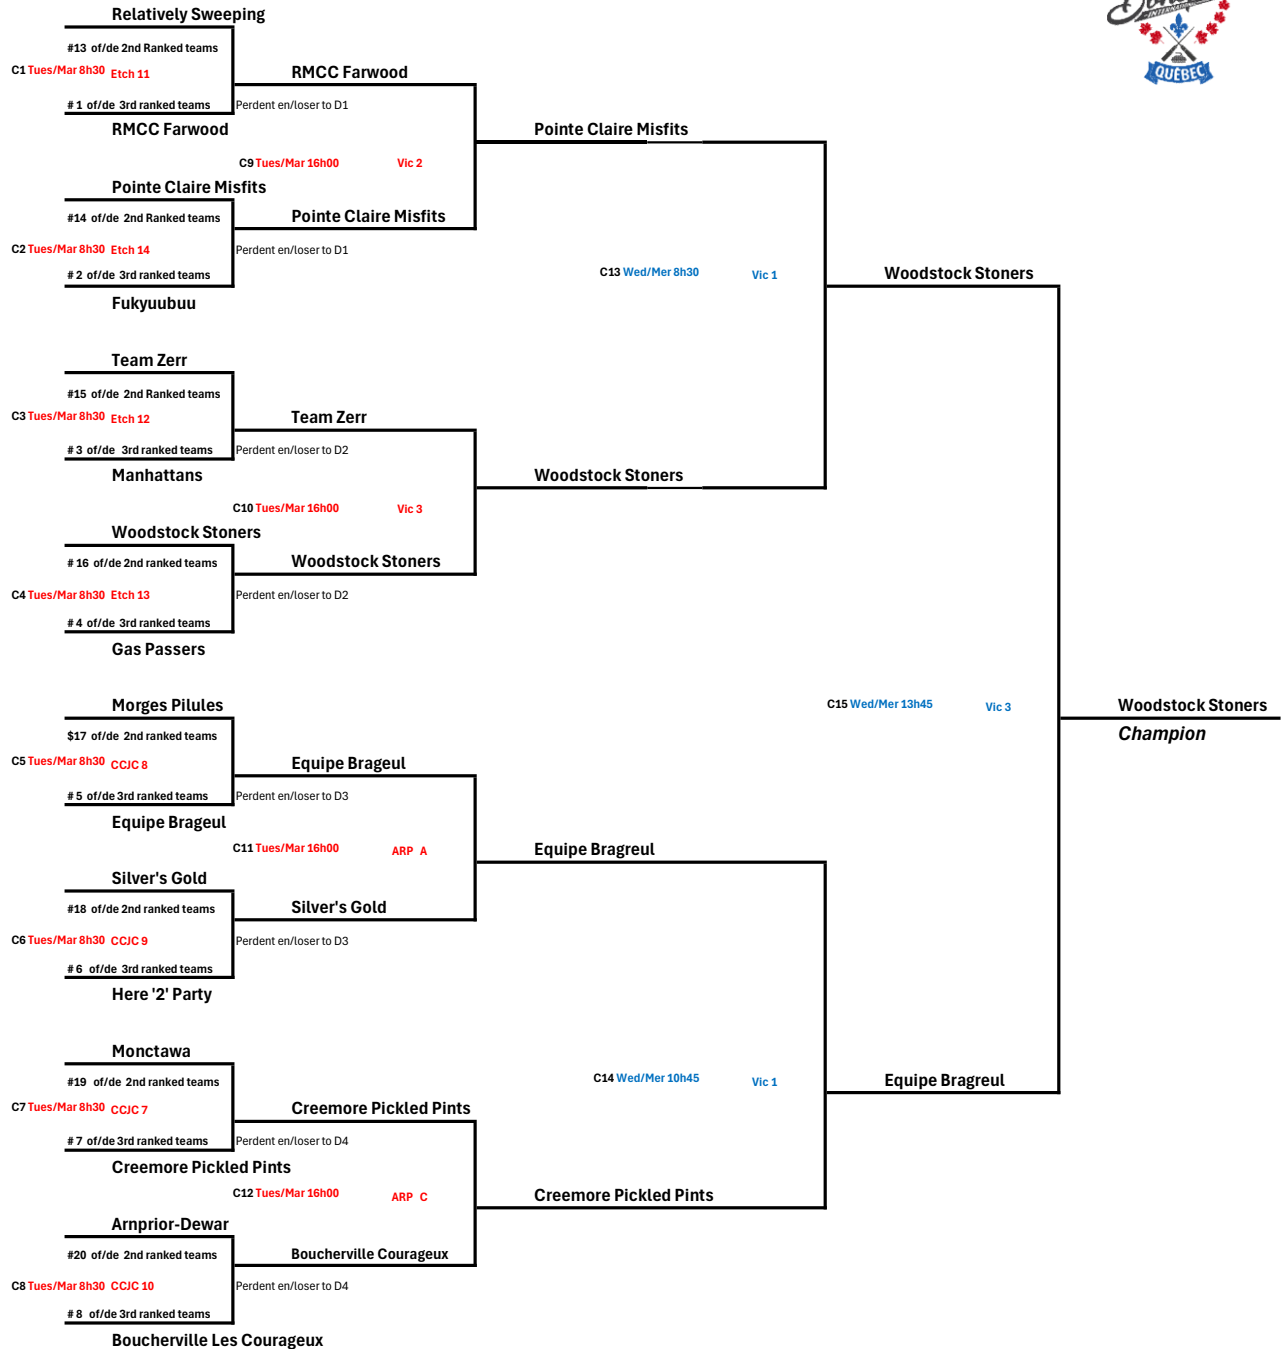 Relatively Sweeping
#13 of/de 2nd Ranked teams
C1 Tues/Mar 8h30 Etch 11
RMCC Farwood
# 1 of/de 3rd ranked teams
Perdent en/loser to D1
RMCC Farwood
Pointe Claire Misfits
C9 Tues/Mar 16h00 Vic 2
Pointe Claire Misfits
#14 of/de 2nd Ranked teams
Pointe Claire Misfits
C2 Tues/Mar 8h30 Etch 14
Perdent en/loser to D1
# 2 of/de 3rd ranked teams
Fukyuubuu
C13 Wed/Mer 8h30 Vic 1
Woodstock Stoners
Team Zerr
#15 of/de 2nd Ranked teams
C3 Tues/Mar 8h30 Etch 12
Team Zerr
# 3 of/de 3rd ranked teams
Perdent en/loser to D2
Manhattans
Woodstock Stoners
C10 Tues/Mar 16h00 Vic 3
Woodstock Stoners
# 16 of/de 2nd ranked teams
Woodstock Stoners
C4 Tues/Mar 8h30 Etch 13
Perdent en/loser to D2
# 4 of/de 3rd ranked teams
Gas Passers
Morges Pilules
C15 Wed/Mer 13h45 Vic 3
Woodstock Stoners
Champion
$17 of/de 2nd ranked teams
C5 Tues/Mar 8h30 CCJC 8
Equipe Brageul
# 5 of/de 3rd ranked teams
Perdent en/loser to D3
Equipe Brageul
C11 Tues/Mar 16h00 ARP A
Equipe Bragreul
Silver's Gold
#18 of/de 2nd ranked teams
Silver's Gold
C6 Tues/Mar 8h30 CCJC 9
Perdent en/loser to D3
# 6 of/de 3rd ranked teams
Here '2' Party
Monctawa
#19 of/de 2nd ranked teams
C14 Wed/Mer 10h45 Vic 1
Equipe Bragreul
C7 Tues/Mar 8h30 CCJC 7
Creemore Pickled Pints
# 7 of/de 3rd ranked teams
Perdent en/loser to D4
Creemore Pickled Pints
C12 Tues/Mar 16h00 ARP C
Creemore Pickled Pints
Arnprior-Dewar
#20 of/de 2nd ranked teams
Boucherville Courageux
C8 Tues/Mar 8h30 CCJC 10
Perdent en/loser to D4
# 8 of/de 3rd ranked teams
Boucherville Les Courageux
INTERNATIONAL
QUÉBEC